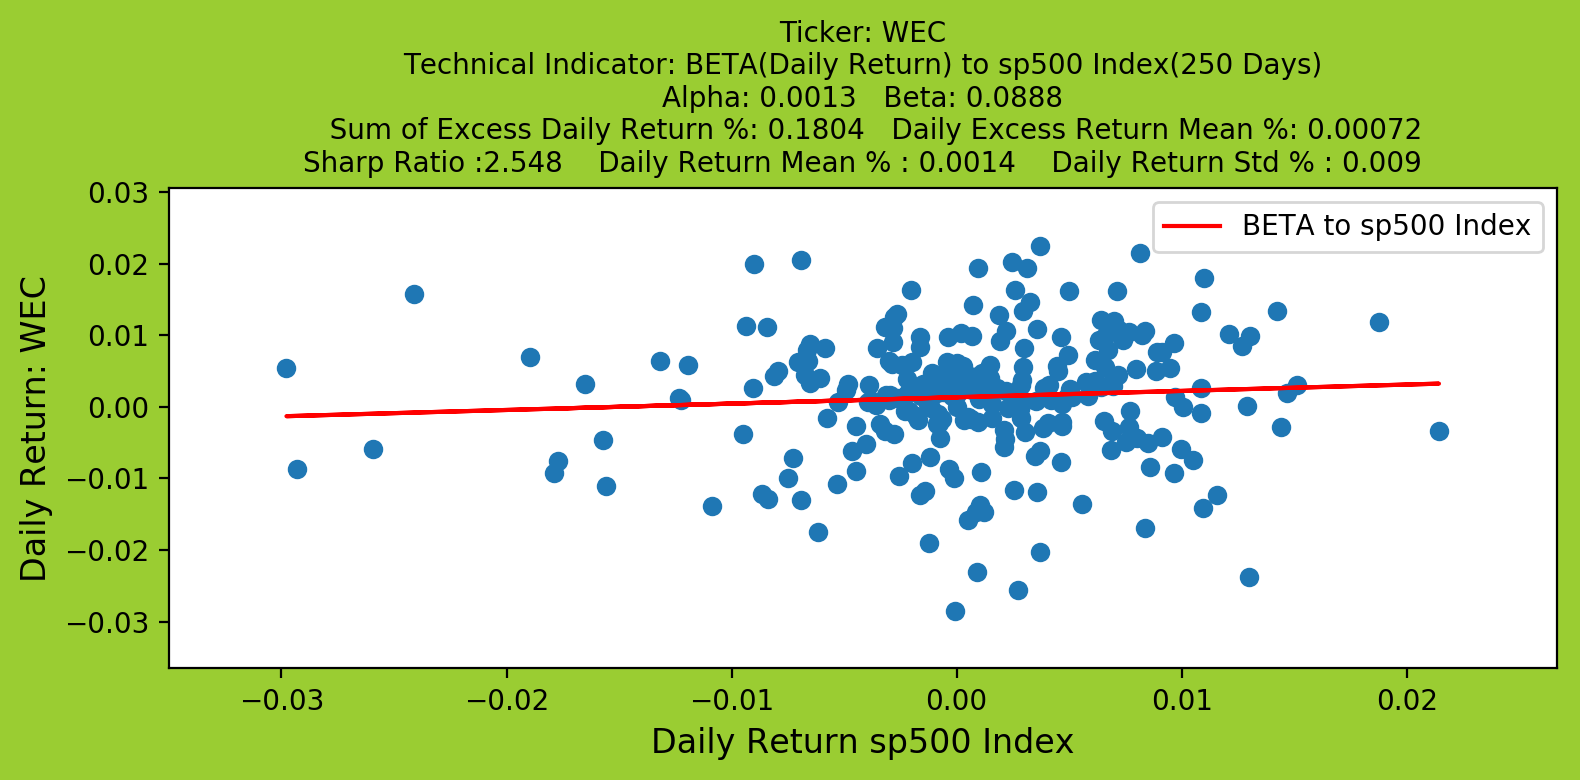 Ticker: WEC
Technical Indicator: BETA(Daily Return) to sp500 Index(250 Days)
Alpha: 0.0013   Beta: 0.0888
Sum of Excess Daily Return %: 0.1804   Daily Excess Return Mean %: 0.00072
Sharp Ratio :2.548    Daily Return Mean % : 0.0014    Daily Return Std % : 0.009
BETA to sp500 Index
Daily Return: WEC
0.03
0.02
0.01
0.00
−0.01
−0.02
−0.03
−0.03
−0.02
−0.01
0.00
0.01
0.02
Daily Return sp500 Index